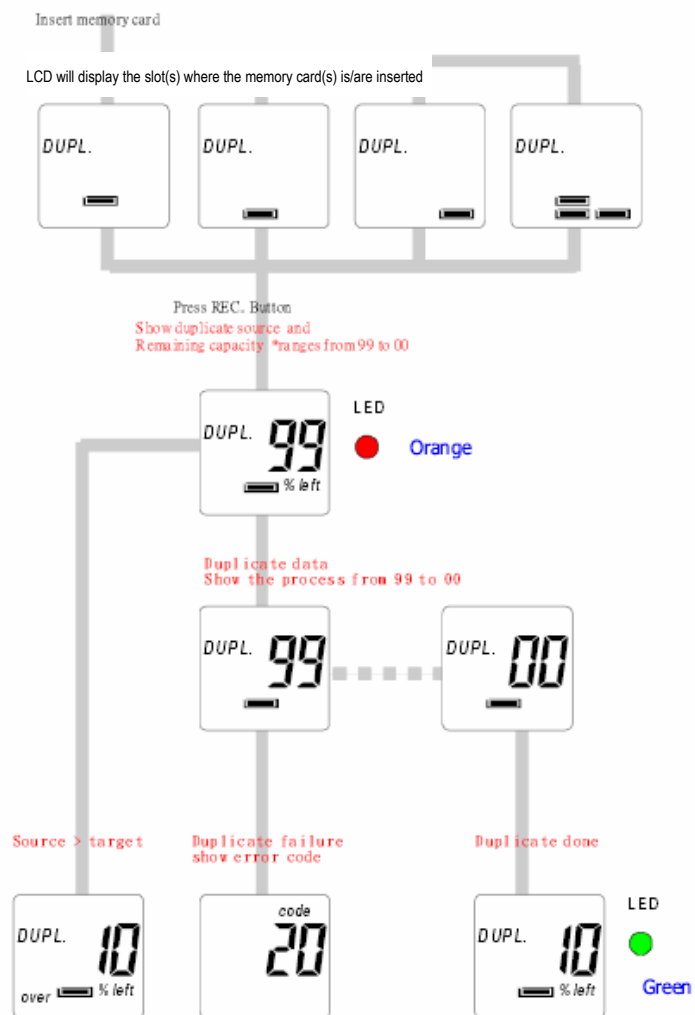 Insert memory card
LCD will display the slot(s) where the memory card(s) is/are inserted
DUPL.
DUPL.
DUPL.
DUPL.
Press REC. Button
Show duplicate source and
Remaining capacity *ranges from 99 to 00
DUPL.
99
% left
LED
Orange
Duplicate data
Show the process from 99 to 00
DUPL.
99
DUPL.
00
Source > target
Duplicate failure
show error code
Duplicate done
DUPL.
10
over
% left
code
20
DUPL.
10
% left
LED
Green